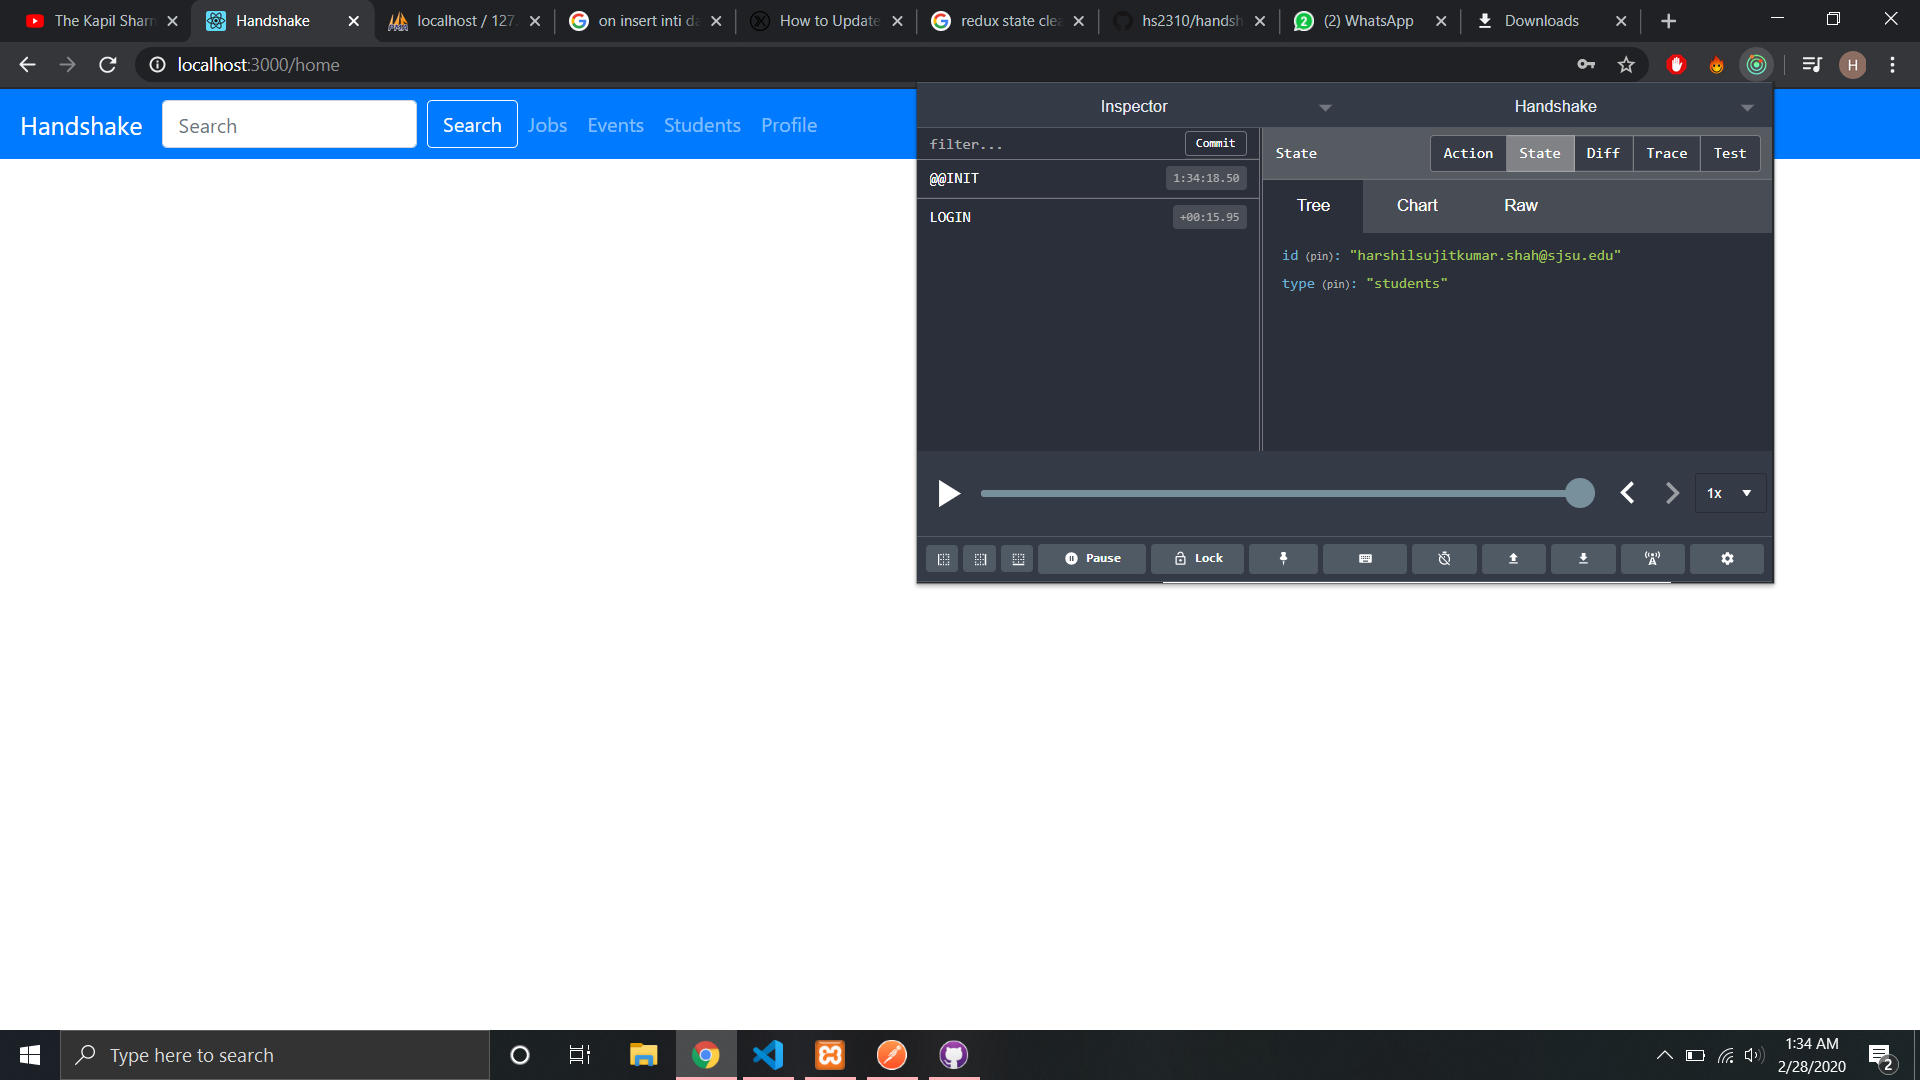 The Kapil Sharm
Handshake
localhost / 127.
on insert inti da
How to Update
redux state clea
hs2310/handsh
(2) WhatsApp
Downloads
localhost:3000/home
H
Handshake
Search
Search
Jobs
Events
Students
Profile
Inspector
Handshake
filter...
Commit
@@INIT
1:34:18.50
LOGIN
+00:15.95
State
Action
State
Diff
Trace
Test
Tree
Chart
Raw
id (pin): "harshilsujitkumar.shah@sjsu.edu"
type (pin): "students"
1x
Pause
Lock
Type here to search
1:34 AM
2/28/2020
2